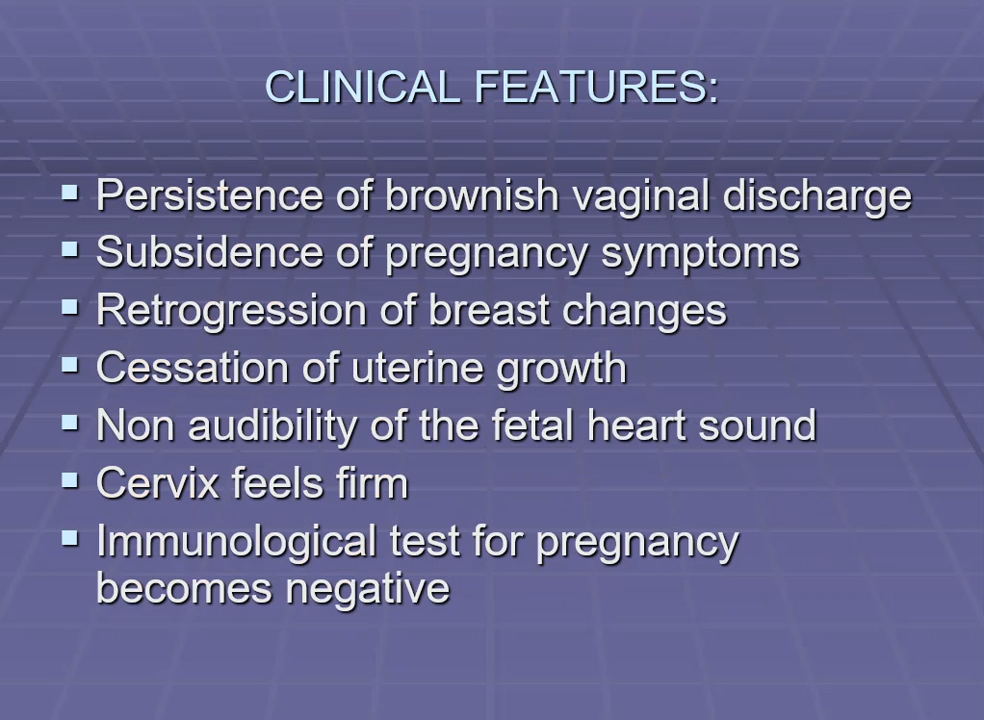 CLINICAL FEATURES:
▪ Persistence of brownish vaginal discharge
▪ Subsidence of pregnancy symptoms
▪ Retrogression of breast changes
▪ Cessation of uterine growth
▪ Non audibility of the fetal heart sound
▪ Cervix feels firm
▪ Immunological test for pregnancy
becomes negative